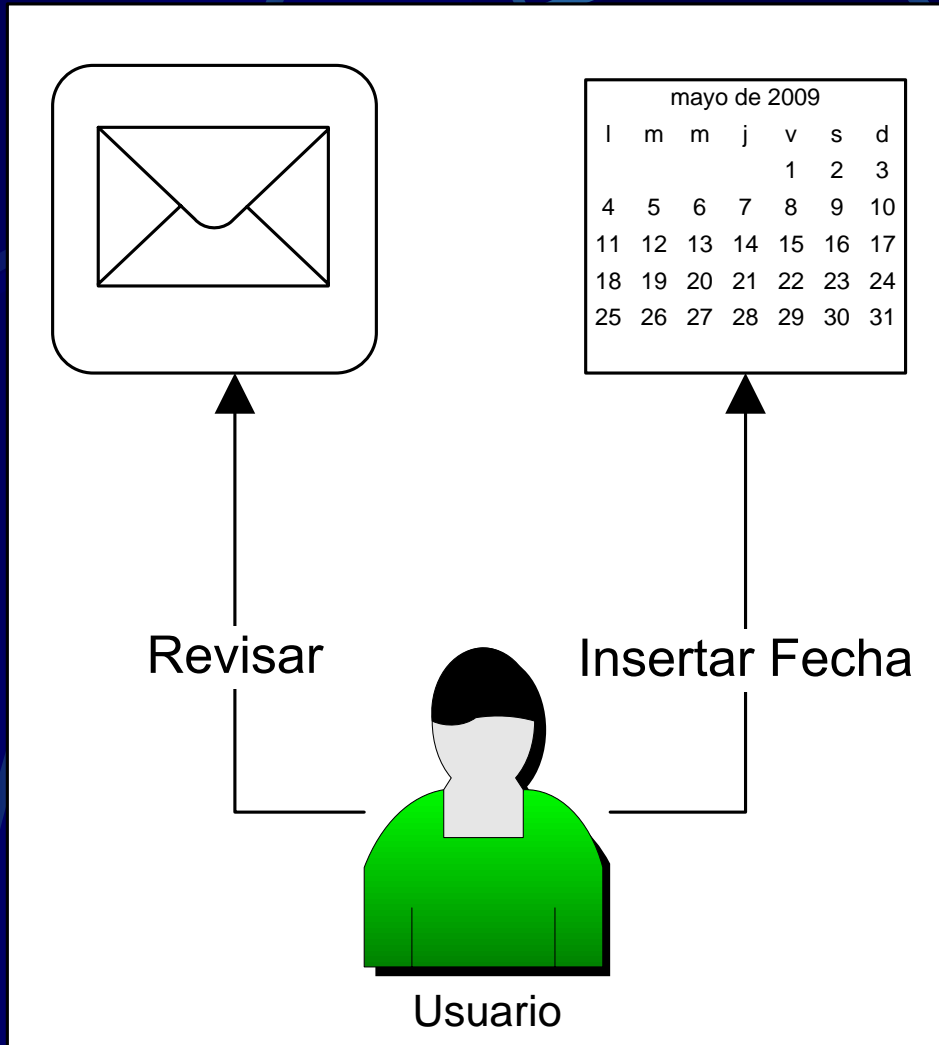 mayo de 2009
l m m j v s d
1 2 3
4 5 6 7 8 9 10
11 12 13 14 15 16 17
18 19 20 21 22 23 24
25 26 27 28 29 30 31
Revisar
Insertar Fecha
Usuario